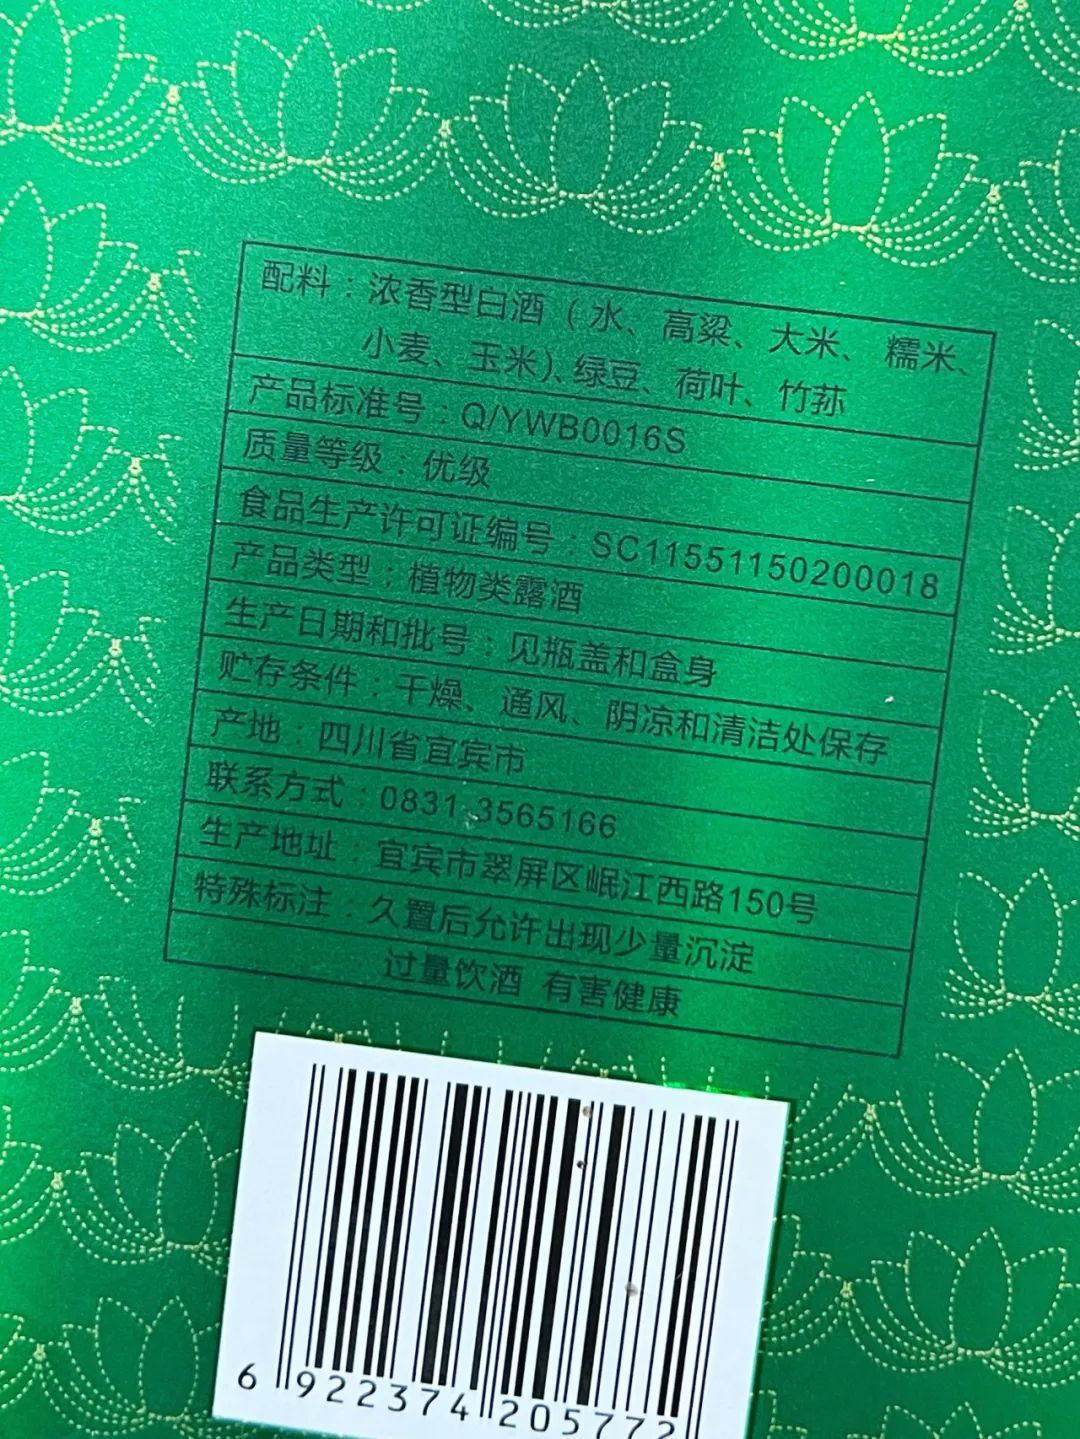 配料：浓香型白酒（水、高粱、大米、糯米、
小麦、玉米）、绿豆、荷叶、竹荪
产品标准号：Q/YWB0016S
质量等级：优级
食品生产许可证编号：SC11551150200018
产品类型：植物类露酒
生产日期和批号：见瓶盖和盒身
贮存条件：干燥、通风、阴凉和清洁处保存
产地：四川省宜宾市
联系方式：0831-3565166
生产地址：宜宾市翠屏区岷江西路150号
特殊标注：久置后允许出现少量沉淀
过量饮酒 有害健康
6 922374 205772